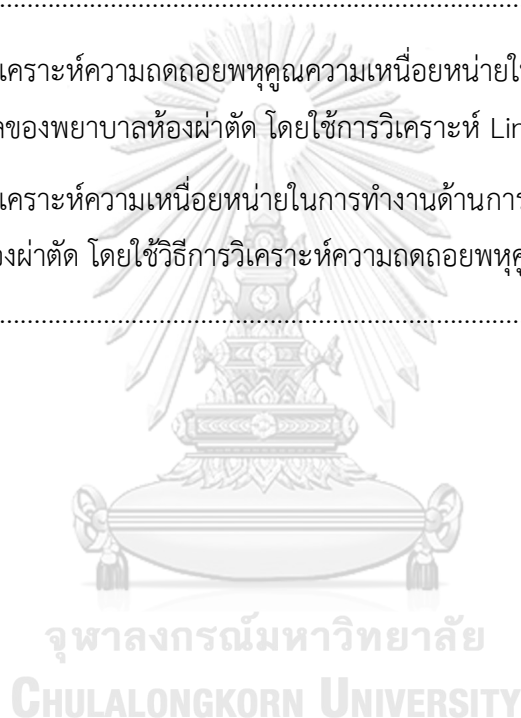 ........................................................................
เคราะห์ความถดถอยพหุคูณความเหนื่อยหน่ายใ
ของพยาบาลห้องผ่าตัด โดยใช้การวิเคราะห์ Lin
เคราะห์ความเหนื่อยหน่ายในการทำงานด้านการ
องผ่าตัด โดยใช้วิธีการวิเคราะห์ความถดถอยพหุคู
........................................................................
จุฬาลงกรณ์มหาวิทยาลัย
CHULALONGKORN UNIVERSITY